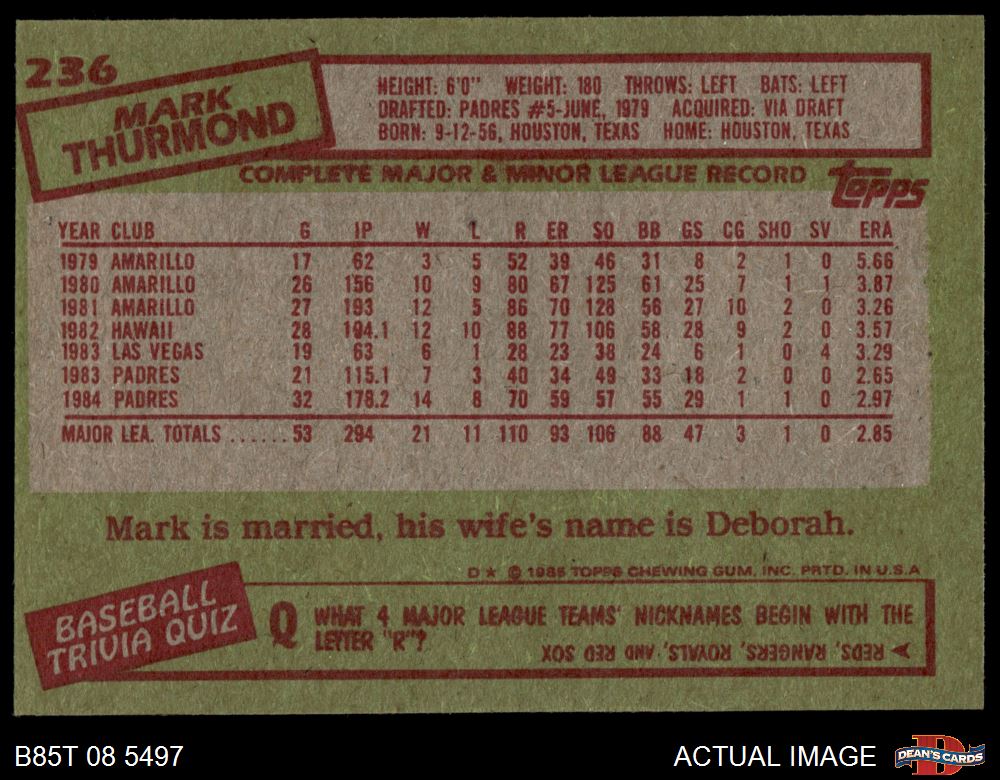 236
MARK
THURMOND
HEIGHT: 6'0" WEIGHT: 180 THROWS: LEFT BATS: LEFT
DRAFTED: PADRES #5-JUNE, 1979 ACQUIRED: VIA DRAFT
BORN: 9-12-56, HOUSTON, TEXAS HOME: HOUSTON, TEXAS
COMPLETE MAJOR & MINOR LEAGUE RECORD
topps
YEAR CLUB G IP W L R ER SO BB GS CG SHO SV ERA
1979 AMARILLO 17 62 3 5 52 39 46 31 8 2 1 0 5.66
1980 AMARILLO 26 156 10 9 80 67 125 61 25 7 1 1 3.87
1981 AMARILLO 27 193 12 5 86 70 128 56 27 10 2 0 3.26
1982 HAWAII 28 194.1 12 10 88 77 106 58 28 9 2 0 3.57
1983 LAS VEGAS 19 63 6 1 28 23 38 24 6 1 0 4 3.29
1983 PADRES 21 115.1 7 3 40 34 49 33 18 2 0 0 2.65
1984 PADRES 32 178.2 14 8 70 59 57 55 29 1 1 0 2.97
MAJOR LEA. TOTALS ......53 294 21 11 110 93 106 88 47 3 1 0 2.85
Mark is married, his wife's name is Deborah.
D★ © 1985 TOPPS CHEWING GUM, INC. PRTD. IN U.S.A
BASEBALL
TRIVIA QUIZ
Q WHAT 4 MAJOR LEAGUE TEAMS' NICKNAMES BEGIN WITH THE
LETTER "R"?
REDS, RANGERS, ROYALS, AND RED SOX
B85T 08 5497
ACTUAL IMAGE
D
DEAN'S CARDS